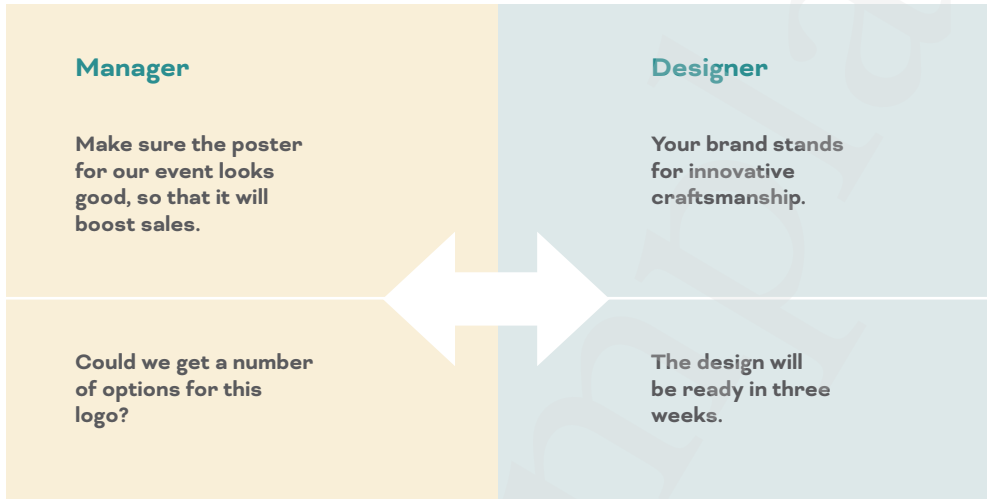 Manager
Make sure the poster
for our event looks
good, so that it will
boost sales.
Could we get a number
of options for this
logo?
Designer
Your brand stands
for innovative
craftsmanship.
The design will
be ready in three
weeks.